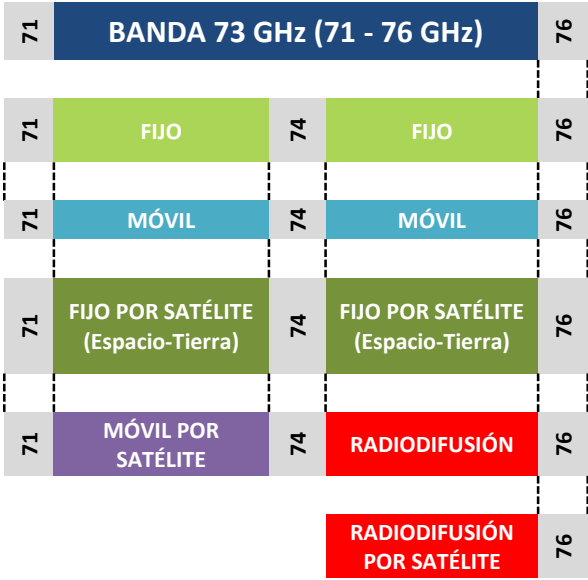 71 BANDA 73 GHz (71 - 76 GHz) 76
71 FIJO 74 FIJO 76
71 MÓVIL 74 MÓVIL 76
71 FIJO POR SATÉLITE 74 FIJO POR SATÉLITE 76
(Espacio-Tierra) (Espacio-Tierra)
71 MÓVIL POR 74 RADIODIFUSIÓN 76
SATÉLITE
RADIODIFUSIÓN 76
POR SATÉLITE